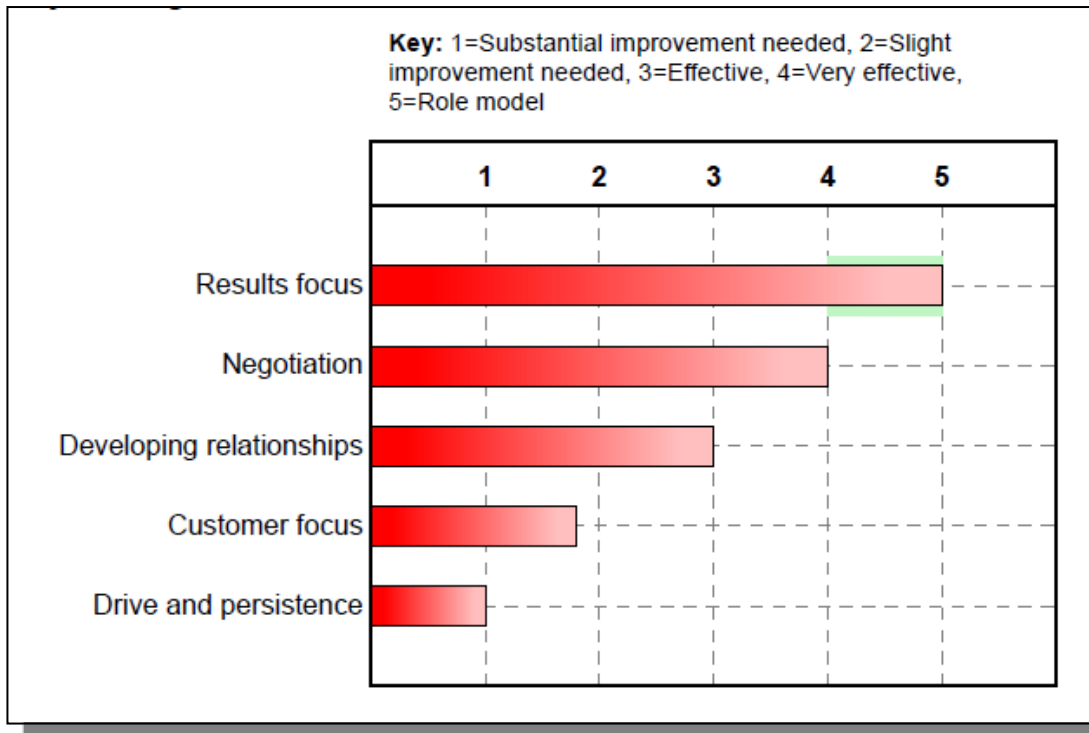 Key: 1=Substantial improvement needed, 2=Slight
improvement needed, 3=Effective, 4=Very effective,
5=Role model
1 2 3 4 5
Results focus
Negotiation
Developing relationships
Customer focus
Drive and persistence